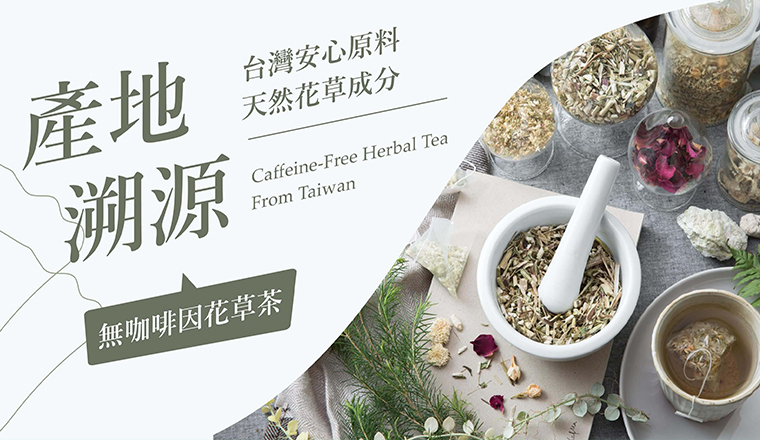 產地
溯源
台灣安心原料
天然花草成分
Caffeine-Free Herbal Tea
From Taiwan
無咖啡因花草茶